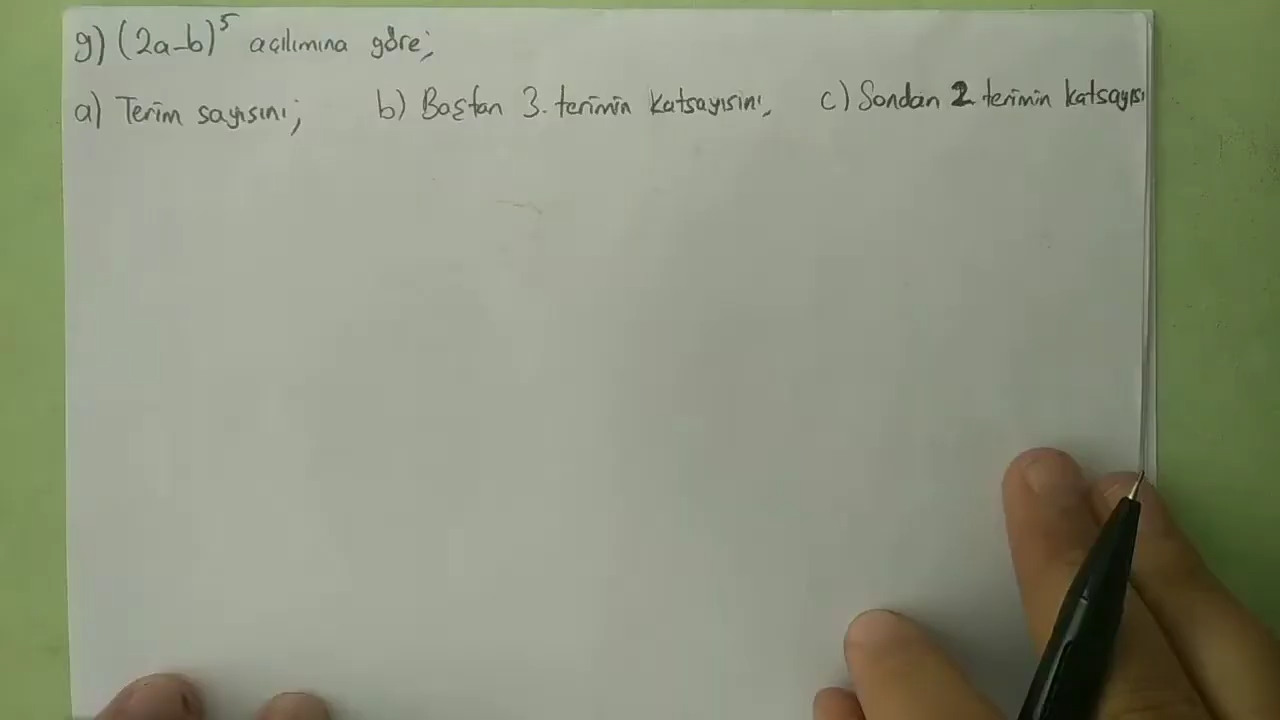 g) (2a-b)⁵ açılımına göre;
a) Terim sayısını; b) Baştan 3. terimin katsayısını, c) Sondan 2 terimin katsayısı